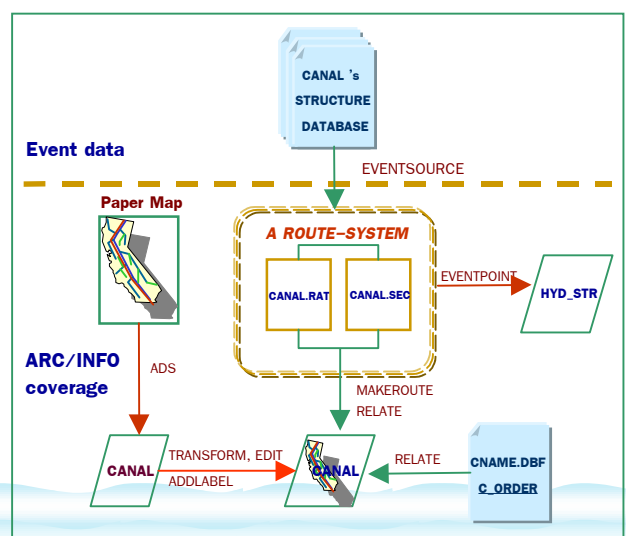 CANAL 's
STRUCTURE
DATABASE
Event data
EVENTSOURCE
Paper Map
A ROUTE-SYSTEM
CANAL.RAT
CANAL.SEC
EVENTPOINT
HYD_STR
ARC/INFO
coverage
ADS
MAKEROUTE
RELATE
CANAL
TRANSFORM, EDIT
ADDLABEL
CANAL
RELATE
CNAME.DBF
C_ORDER